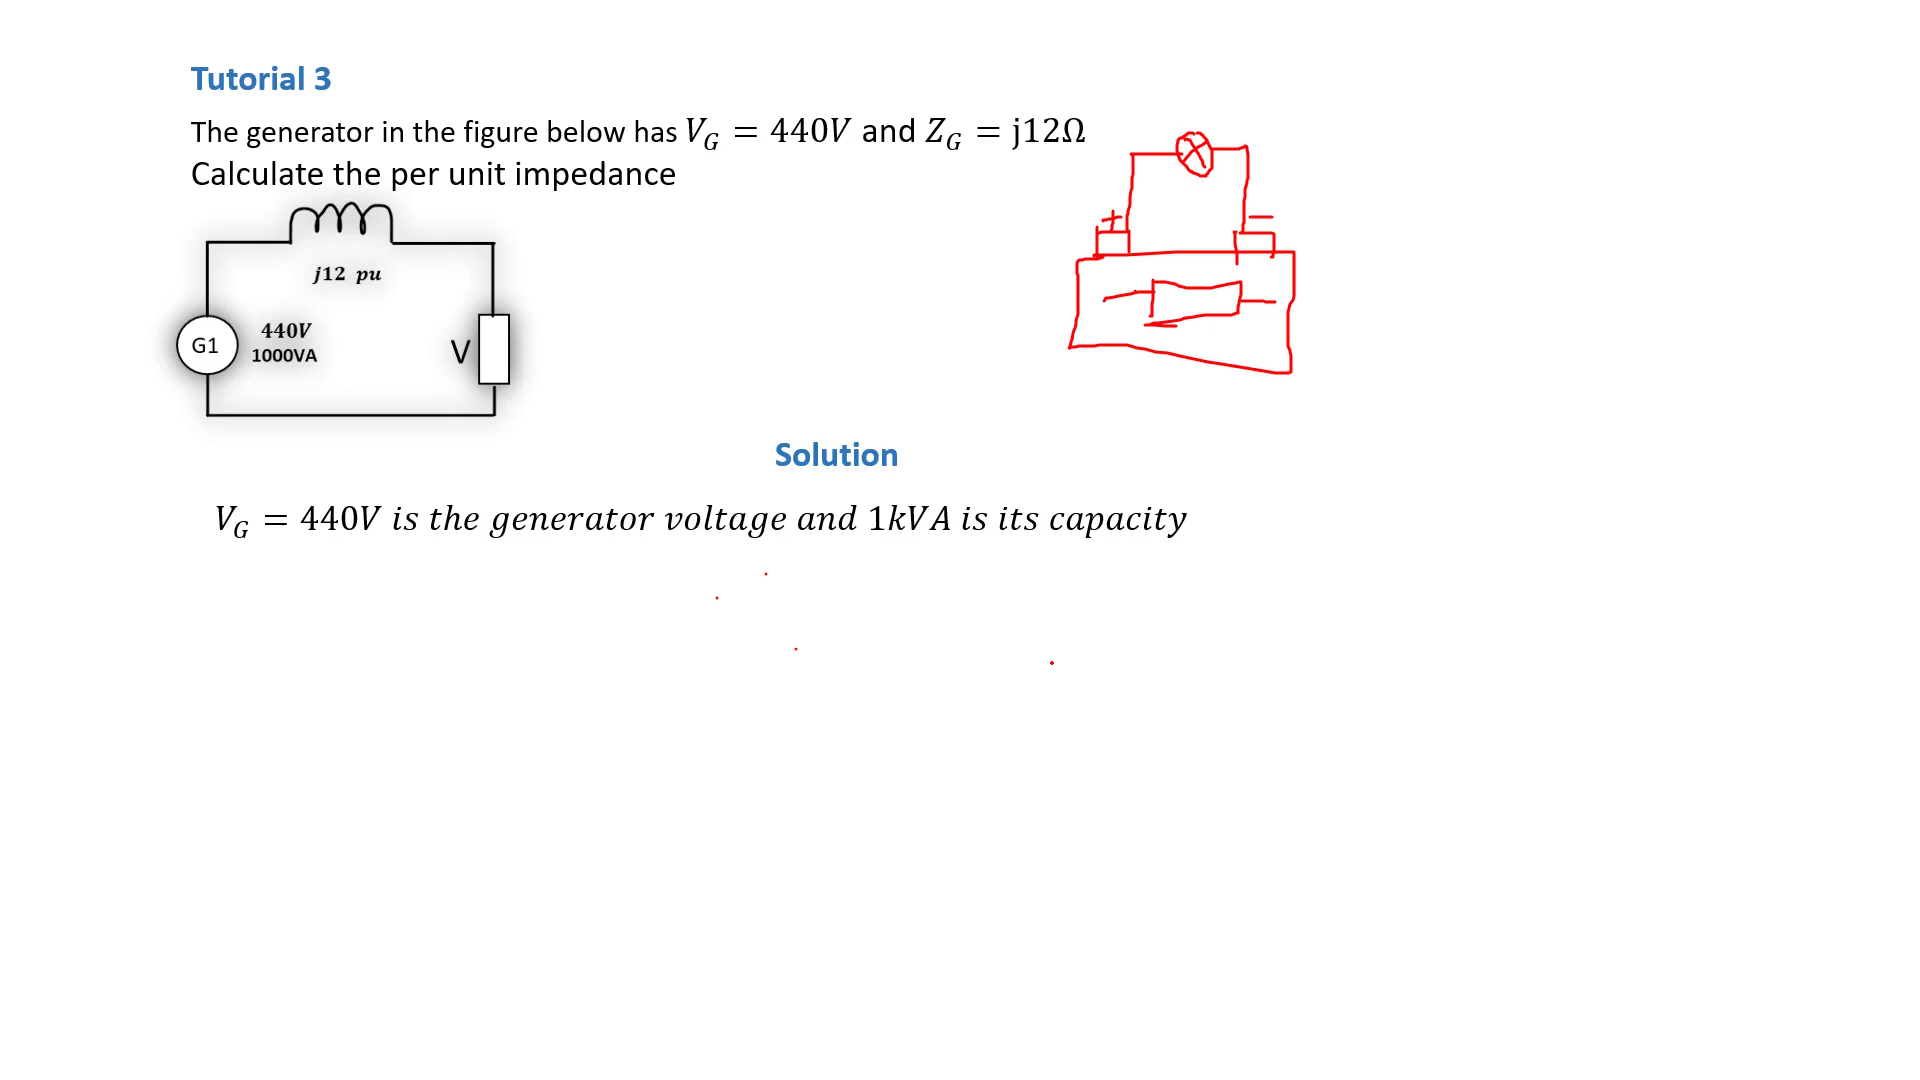 Tutorial 3
The generator in the figure below has V_G = 440V and Z_G = j12Ω
Calculate the per unit impedance
j12 pu
440V
G1
1000VA
V
+
−
Solution
V_G = 440V is the generator voltage and 1kVA is its capacity